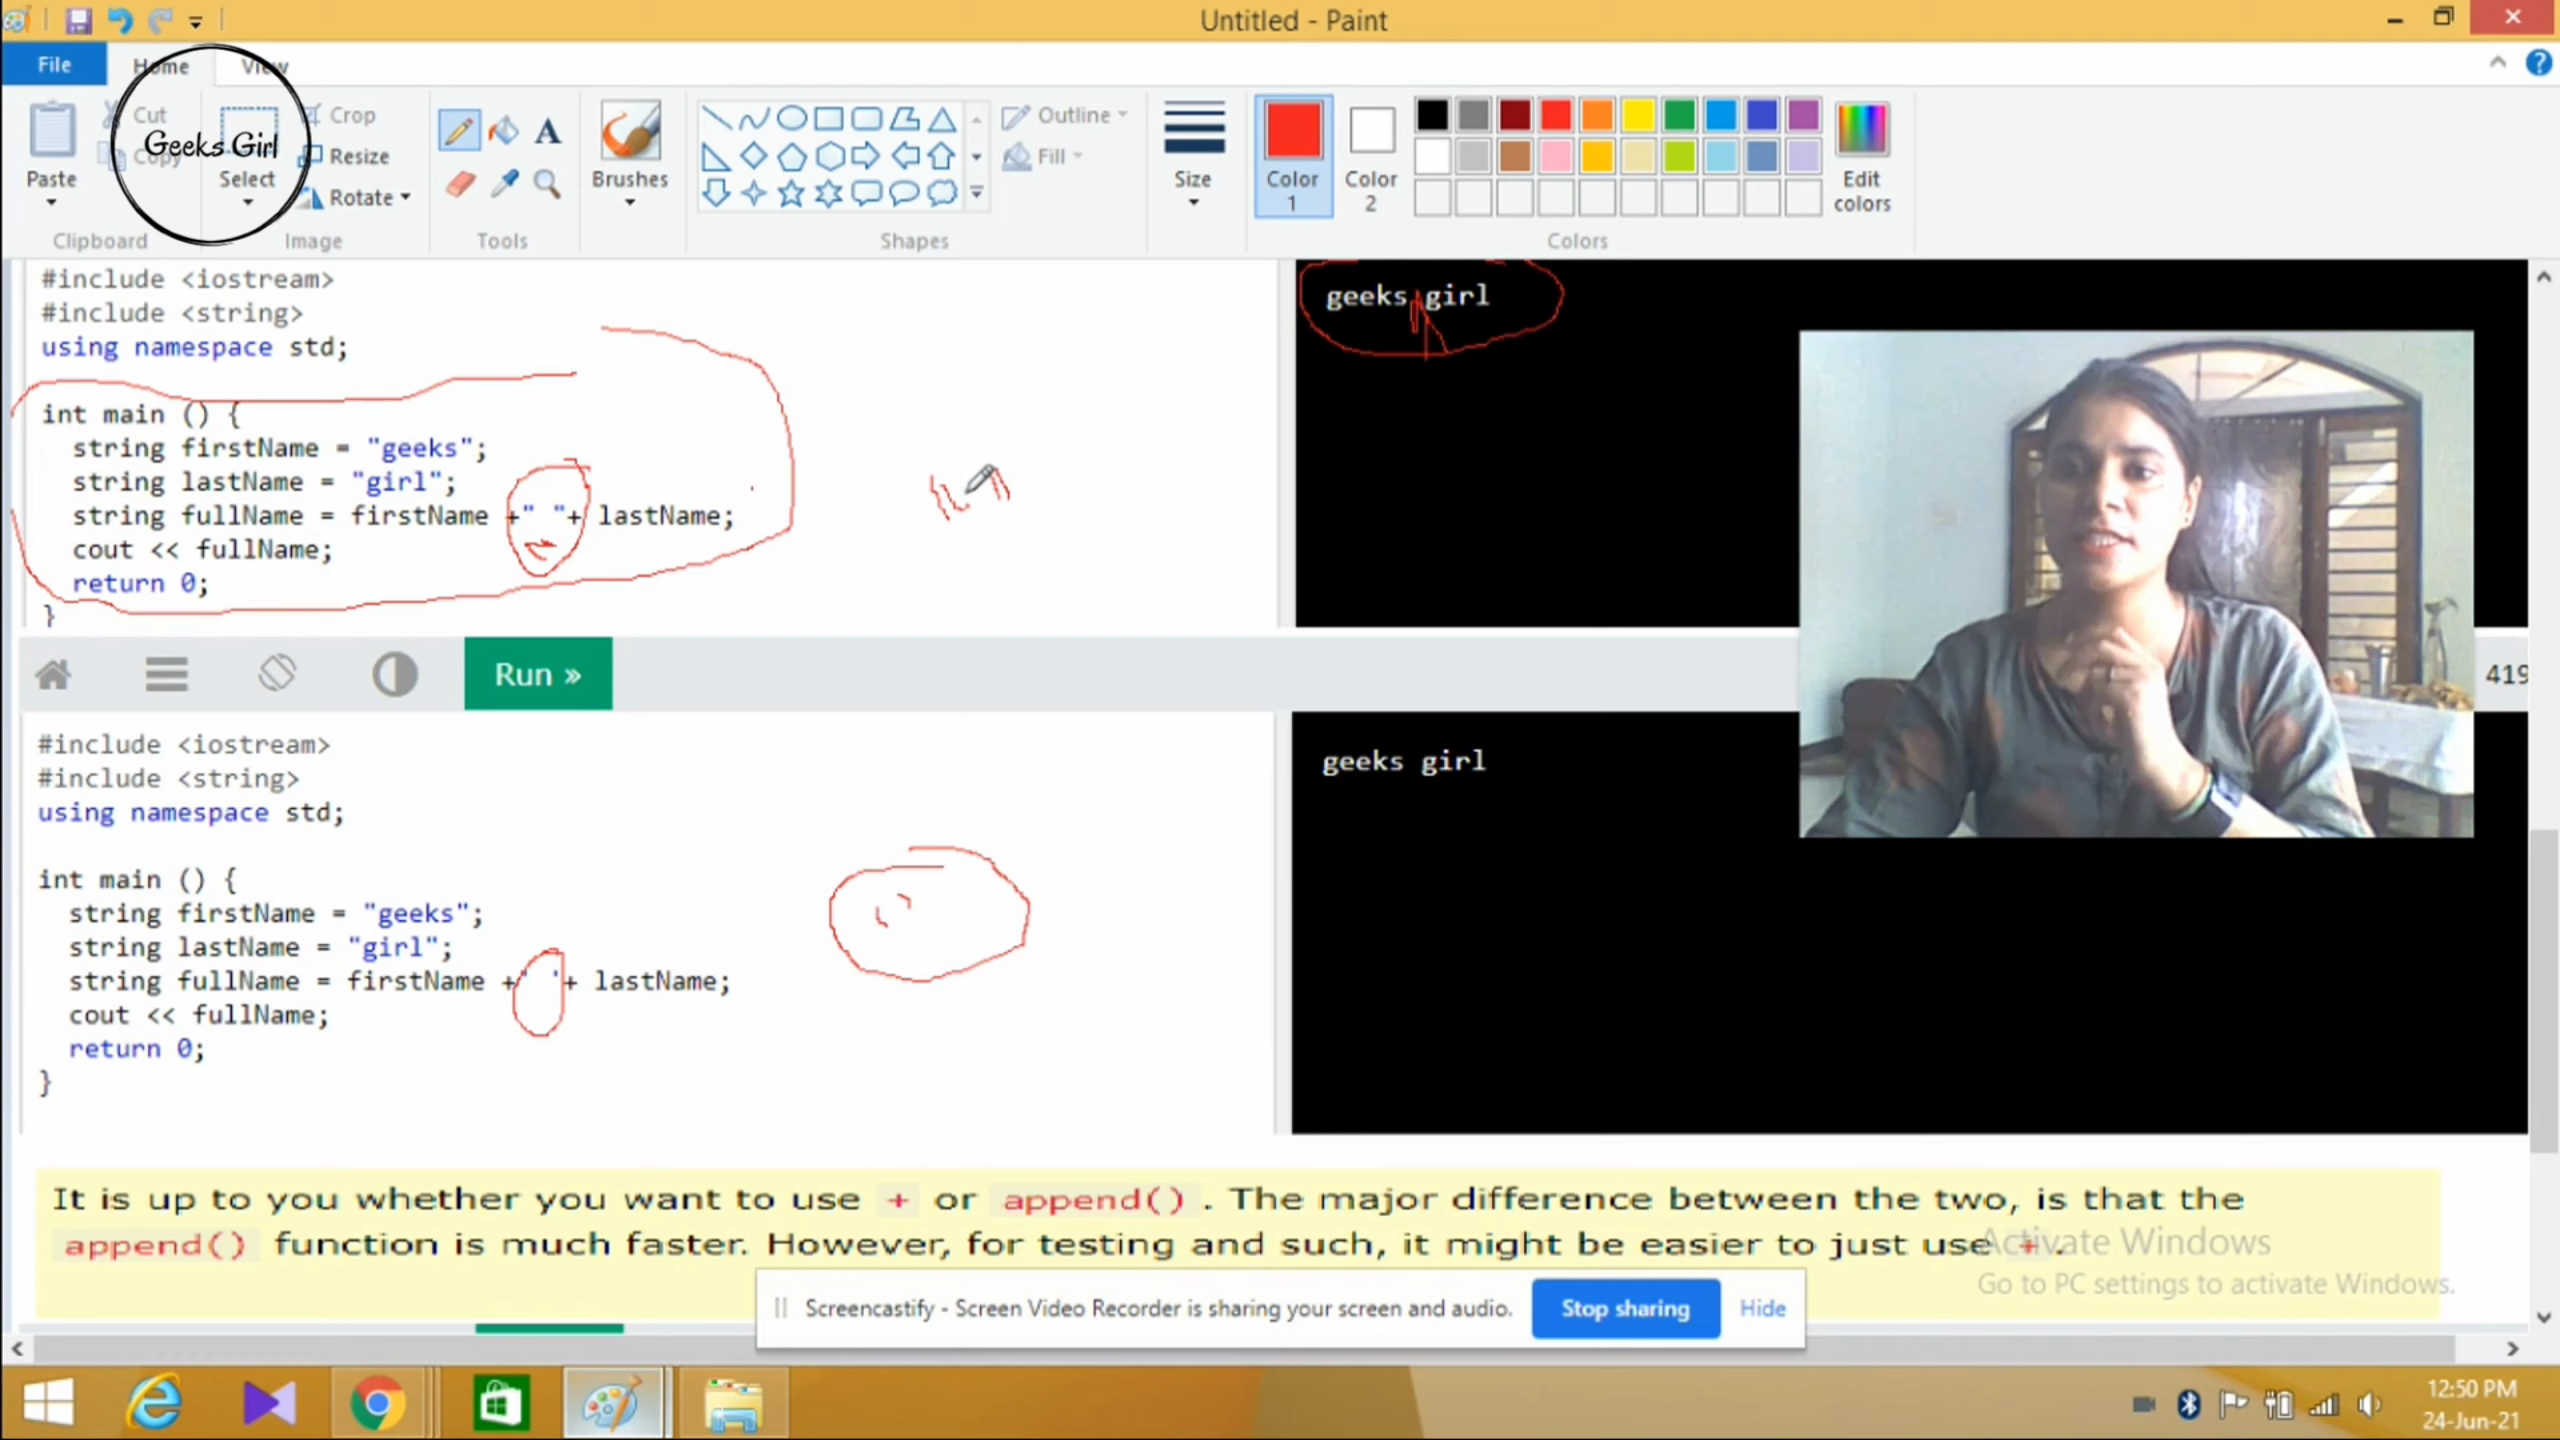 Untitled - Paint
File
Home
View
Geeks Girl
Paste
Cut
Copy
Select
Crop
Resize
Rotate
Brushes
Outline
Fill
Size
Color 1
Color 2
Edit colors
Clipboard
Image
Tools
Shapes
Colors
#include <iostream>
#include <string>
using namespace std;
int main () {
string firstName = "geeks";
string lastName = "girl";
string fullName = firstName +" "+ lastName;
cout << fullName;
return 0;
}
geeks girl
Run »
419
#include <iostream>
#include <string>
using namespace std;
int main () {
string firstName = "geeks";
string lastName = "girl";
string fullName = firstName +' '+ lastName;
cout << fullName;
return 0;
}
geeks girl
It is up to you whether you want to use + or append(). The major difference between the two, is that the
append() function is much faster. However, for testing and such, it might be easier to just use + .
Activate Windows
Go to PC settings to activate Windows.
Screencastify - Screen Video Recorder is sharing your screen and audio.
Stop sharing
Hide
12:50 PM
24-Jun-21